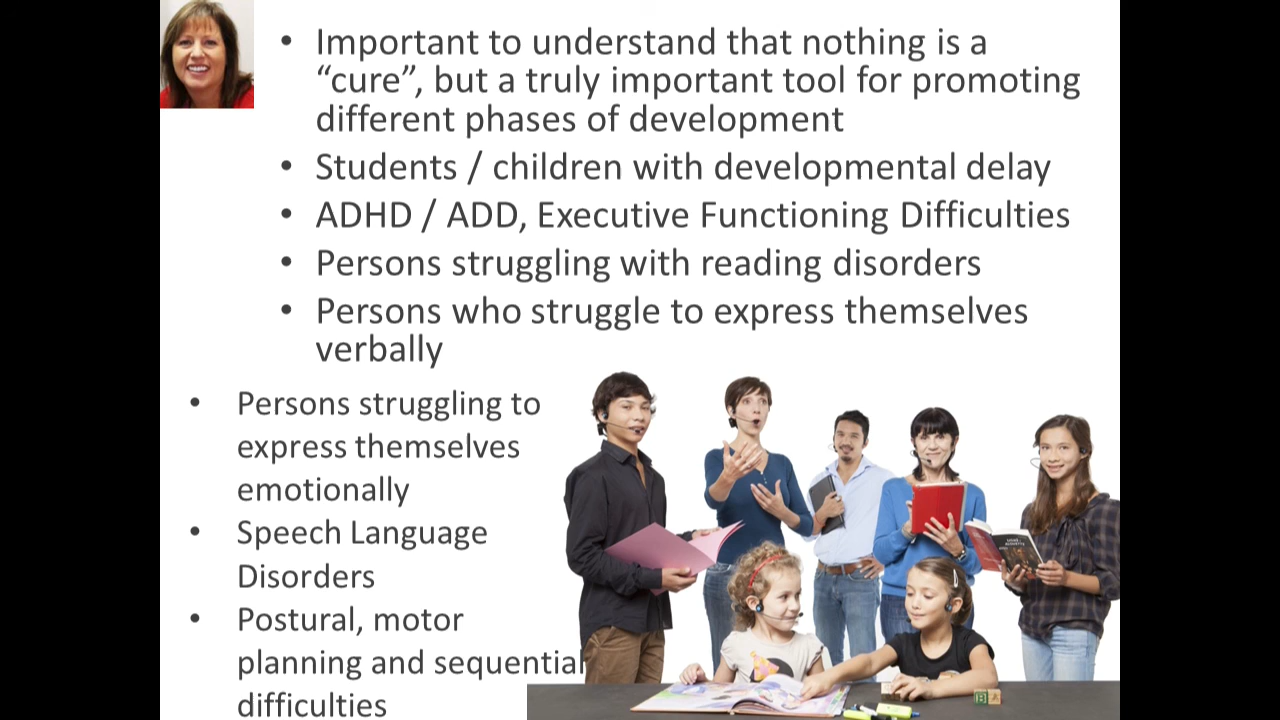 • Important to understand that nothing is a
“cure”, but a truly important tool for promoting
different phases of development
• Students / children with developmental delay
• ADHD / ADD, Executive Functioning Difficulties
• Persons struggling with reading disorders
• Persons who struggle to express themselves
verbally
• Persons struggling to
express themselves
emotionally
• Speech Language
Disorders
• Postural, motor
planning and sequential
difficulties